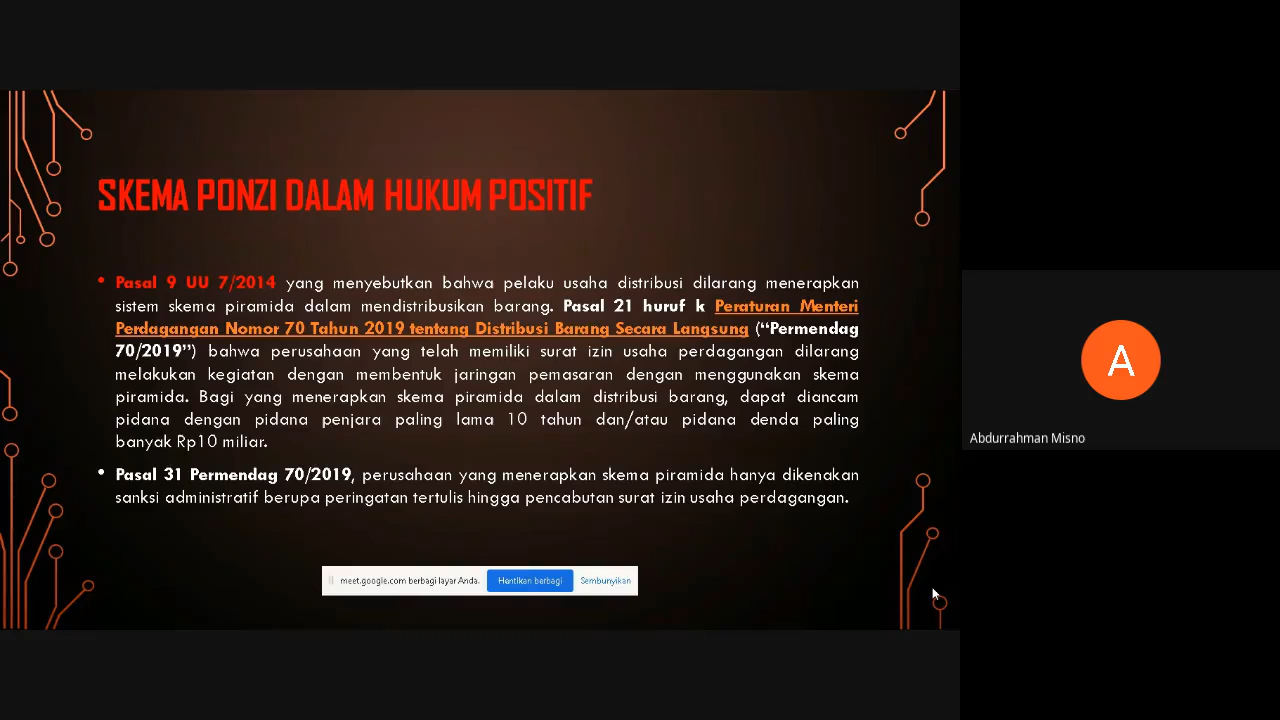 SKEMA PONZI DALAM HUKUM POSITIF
• Pasal 9 UU 7/2014 yang menyebutkan bahwa pelaku usaha distribusi dilarang menerapkan
sistem skema piramida dalam mendistribusikan barang. Pasal 21 huruf k Peraturan Menteri
Perdagangan Nomor 70 Tahun 2019 tentang Distribusi Barang Secara Langsung (“Permendag
70/2019”) bahwa perusahaan yang telah memiliki surat izin usaha perdagangan dilarang
melakukan kegiatan dengan membentuk jaringan pemasaran dengan menggunakan skema
piramida. Bagi yang menerapkan skema piramida dalam distribusi barang, dapat diancam
pidana dengan pidana penjara paling lama 10 tahun dan/atau pidana denda paling
banyak Rp10 miliar.
• Pasal 31 Permendag 70/2019, perusahaan yang menerapkan skema piramida hanya dikenakan
sanksi administratif berupa peringatan tertulis hingga pencabutan surat izin usaha perdagangan.
meet.google.com berbagi layar Anda. Hentikan berbagi Sembunyikan
A
Abdurrahman Misno